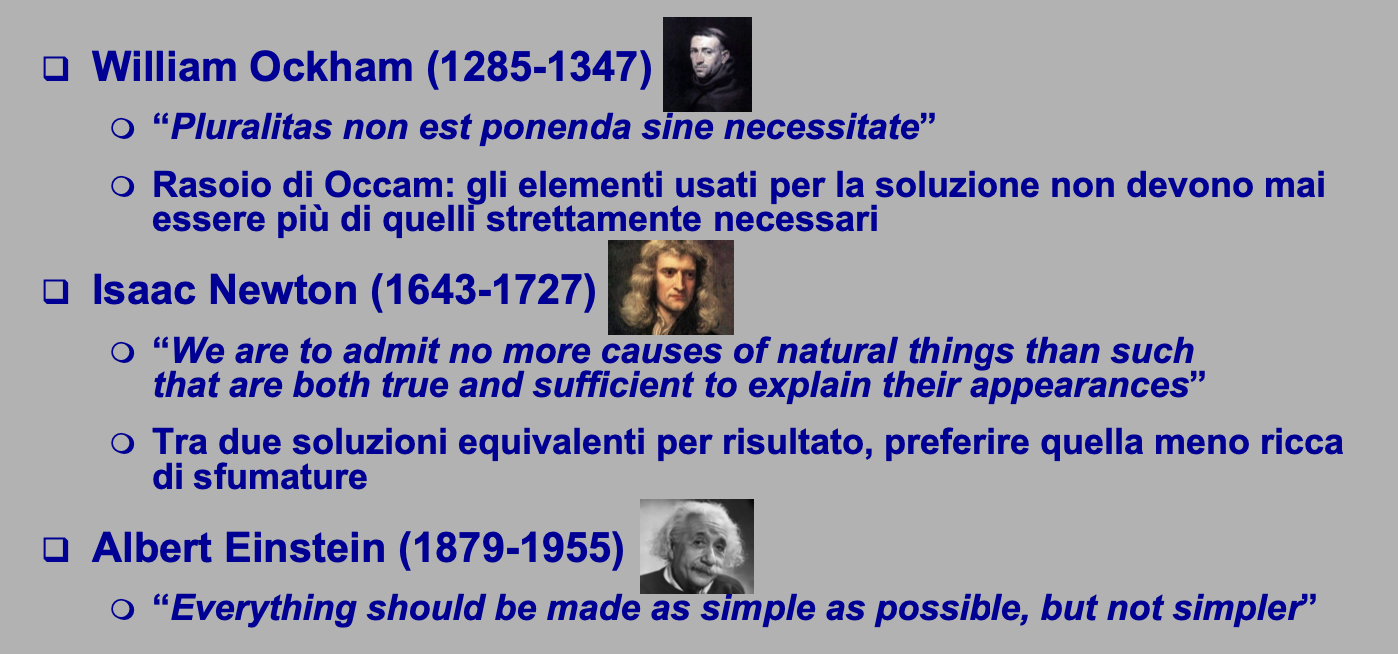 William Ockham (1285-1347)
“Pluralitas non est ponenda sine necessitate”
Rasoio di Occam: gli elementi usati per la soluzione non devono mai
essere più di quelli strettamente necessari
Isaac Newton (1643-1727)
“We are to admit no more causes of natural things than such
that are both true and sufficient to explain their appearances”
Tra due soluzioni equivalenti per risultato, preferire quella meno ricca
di sfumature
Albert Einstein (1879-1955)
“Everything should be made as simple as possible, but not simpler”